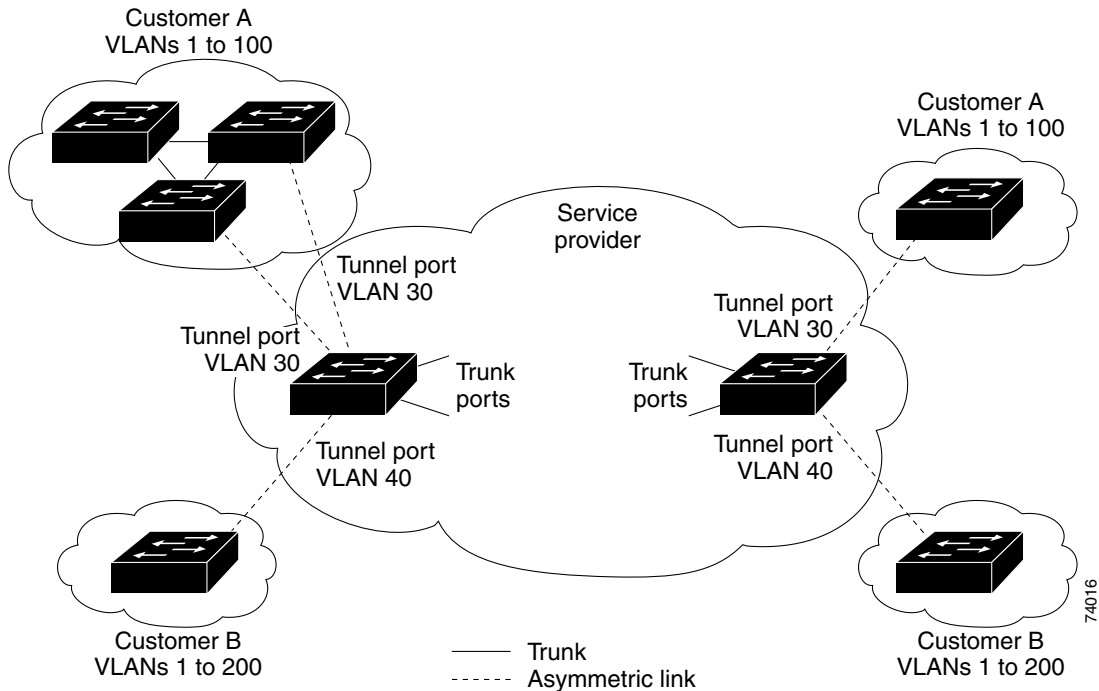 Customer A
VLANs 1 to 100
Customer A
VLANs 1 to 100
Service
provider
Tunnel port
VLAN 30
Tunnel port
VLAN 30
Tunnel port
VLAN 30
Trunk
ports
Trunk
ports
Tunnel port
VLAN 40
Tunnel port
VLAN 40
Customer B
VLANs 1 to 200
Customer B
VLANs 1 to 200
74016
Trunk
Asymmetric link